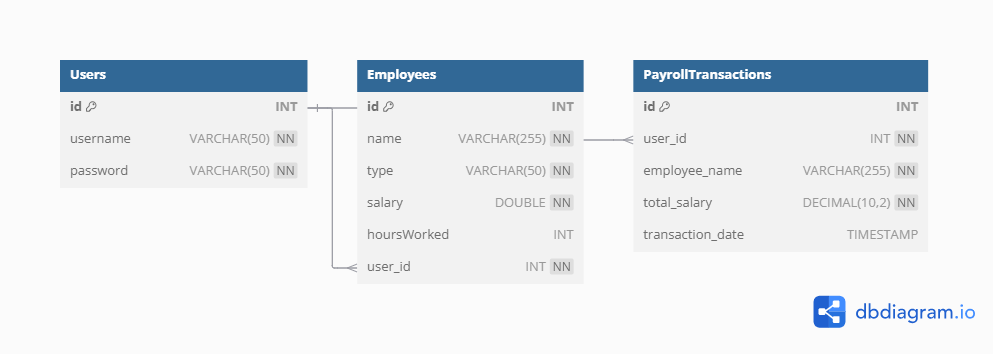 Users
id INT
username VARCHAR(50) NN
password VARCHAR(50) NN
Employees
id INT
name VARCHAR(255) NN
type VARCHAR(50) NN
salary DOUBLE NN
hoursWorked INT
user_id INT NN
PayrollTransactions
id INT
user_id INT NN
employee_name VARCHAR(255) NN
total_salary DECIMAL(10,2) NN
transaction_date TIMESTAMP
dbdiagram.io